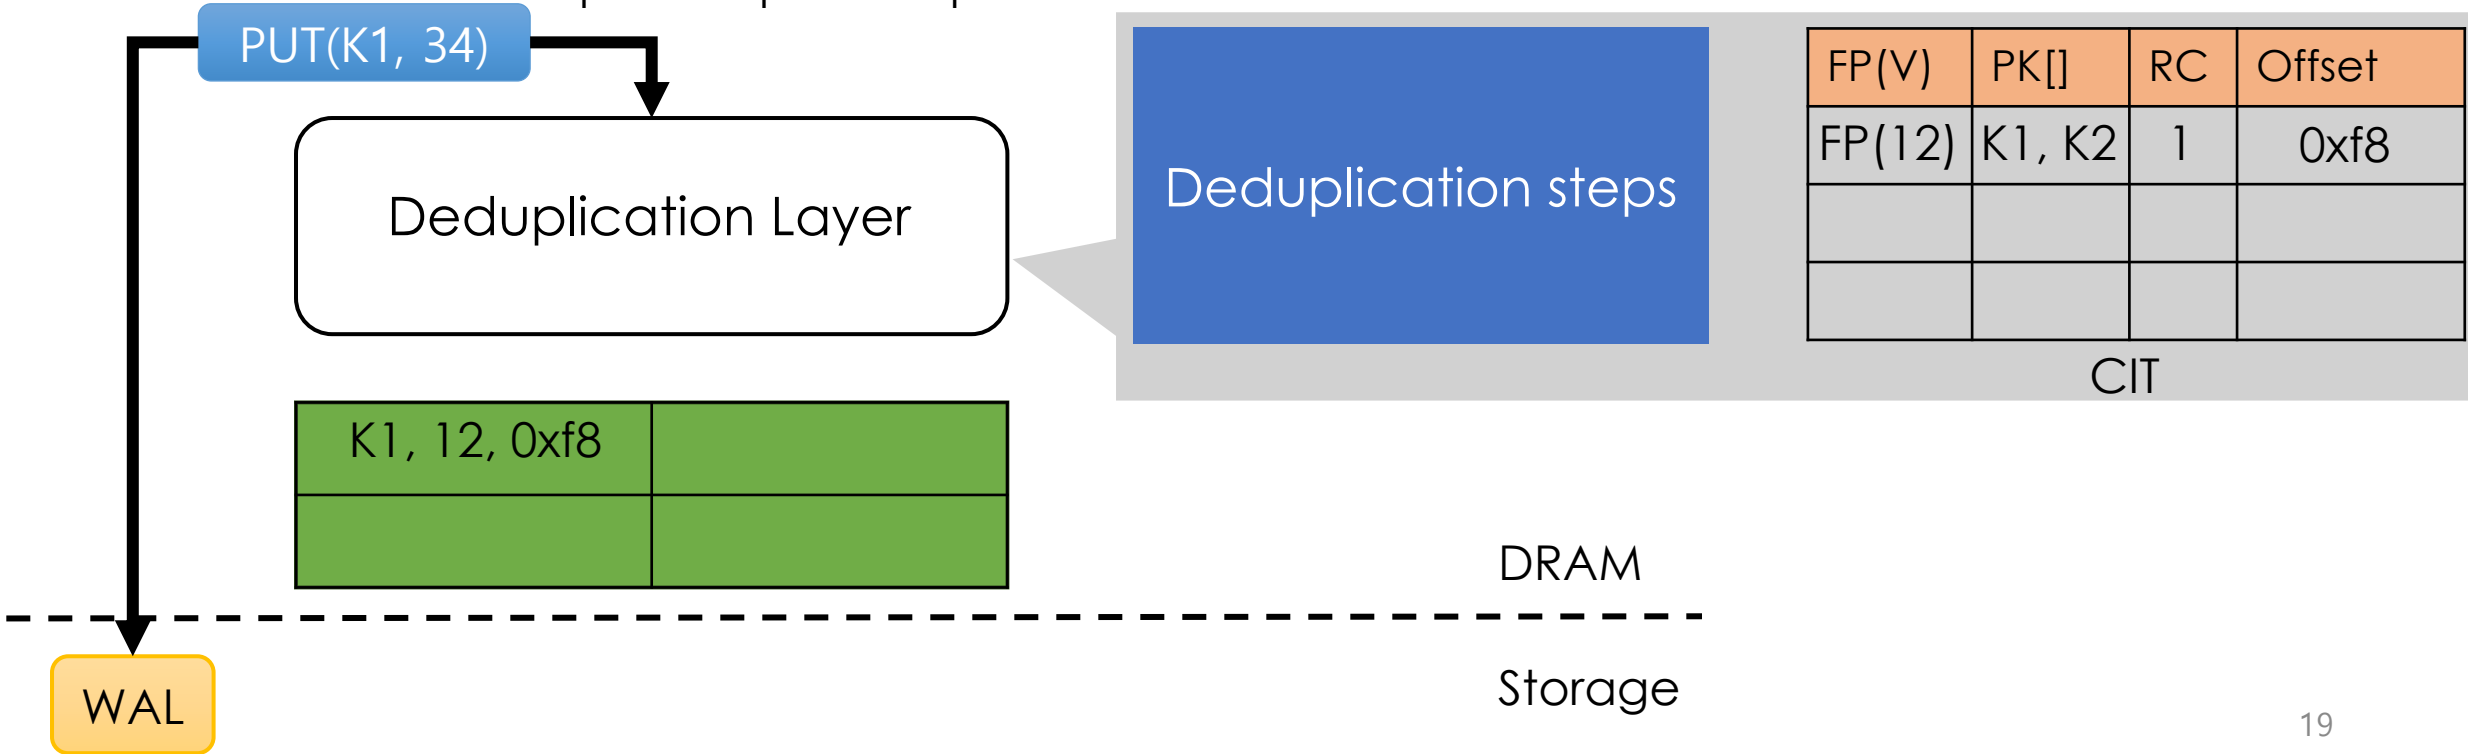 PUT(K1, 34)
Deduplication Layer
Deduplication steps
FP(V) PK[] RC Offset
FP(12) K1, K2 1 0xf8
CIT
K1, 12, 0xf8
DRAM
Storage
WAL
19